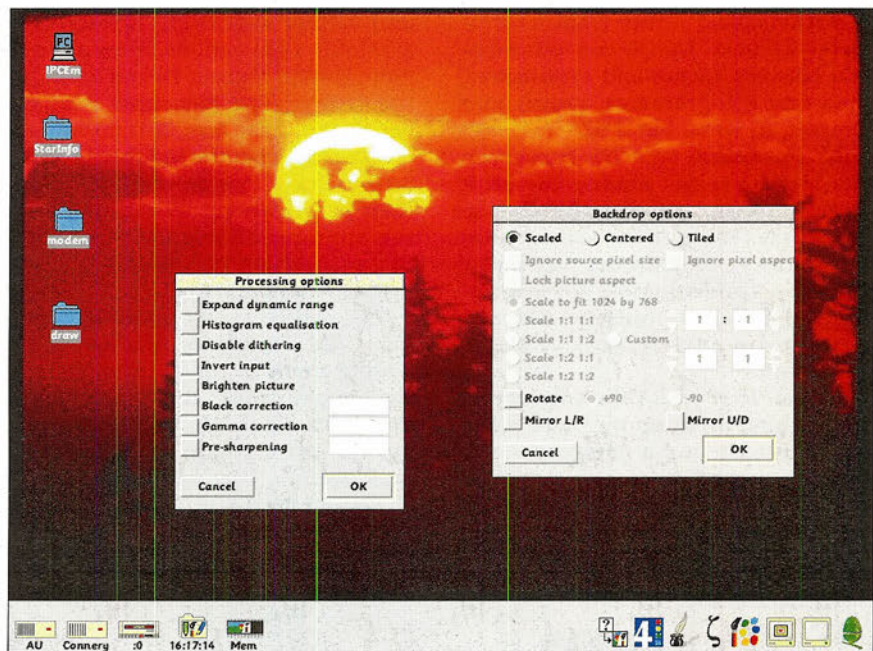 !PCEm
StarInfo
modem
draw
Processing options
Expand dynamic range
Histogram equalisation
Disable dithering
Invert input
Brighten picture
Black correction
Gamma correction
Pre-sharpening
Cancel
OK
Backdrop options
Scaled Centered Tiled
Ignore source pixel size Ignore pixel aspect
Lock picture aspect
Scale to fit 1024 by 768
Scale 1:1 1:1
1 : 1
Scale 1:1 1:2 Custom
Scale 1:2 1:1
1 : 1
Scale 1:2 1:2
Rotate +90 -90
Mirror L/R Mirror U/D
Cancel
OK
AU Connery :0 16:17:14 Mem